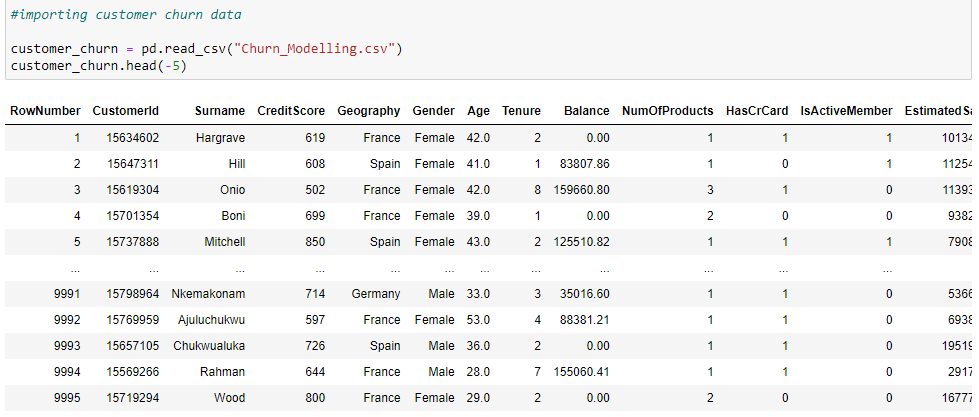 #importing customer churn data
customer_churn = pd.read_csv("Churn_Modelling.csv")
customer_churn.head(-5)
RowNumber CustomerId Surname CreditScore Geography Gender Age Tenure Balance NumOfProducts HasCrCard IsActiveMember EstimatedSa
1 15634602 Hargrave 619 France Female 42.0 2 0.00 1 1 1 10134
2 15647311 Hill 608 Spain Female 41.0 1 83807.86 1 0 1 11254
3 15619304 Onio 502 France Female 42.0 8 159660.80 3 1 0 11393
4 15701354 Boni 699 France Female 39.0 1 0.00 2 0 0 9382
5 15737888 Mitchell 850 Spain Female 43.0 2 125510.82 1 1 1 7908
... ... ... ... ... ... ... ... ... ... ... ...
9991 15798964 Nkemakonam 714 Germany Male 33.0 3 35016.60 1 1 0 5366
9992 15769959 Ajuluchukwu 597 France Female 53.0 4 88381.21 1 1 0 6938
9993 15657105 Chukwualuka 726 Spain Male 36.0 2 0.00 1 1 0 19519
9994 15569266 Rahman 644 France Male 28.0 7 155060.41 1 1 0 2917
9995 15719294 Wood 800 France Female 29.0 2 0.00 2 0 0 16777